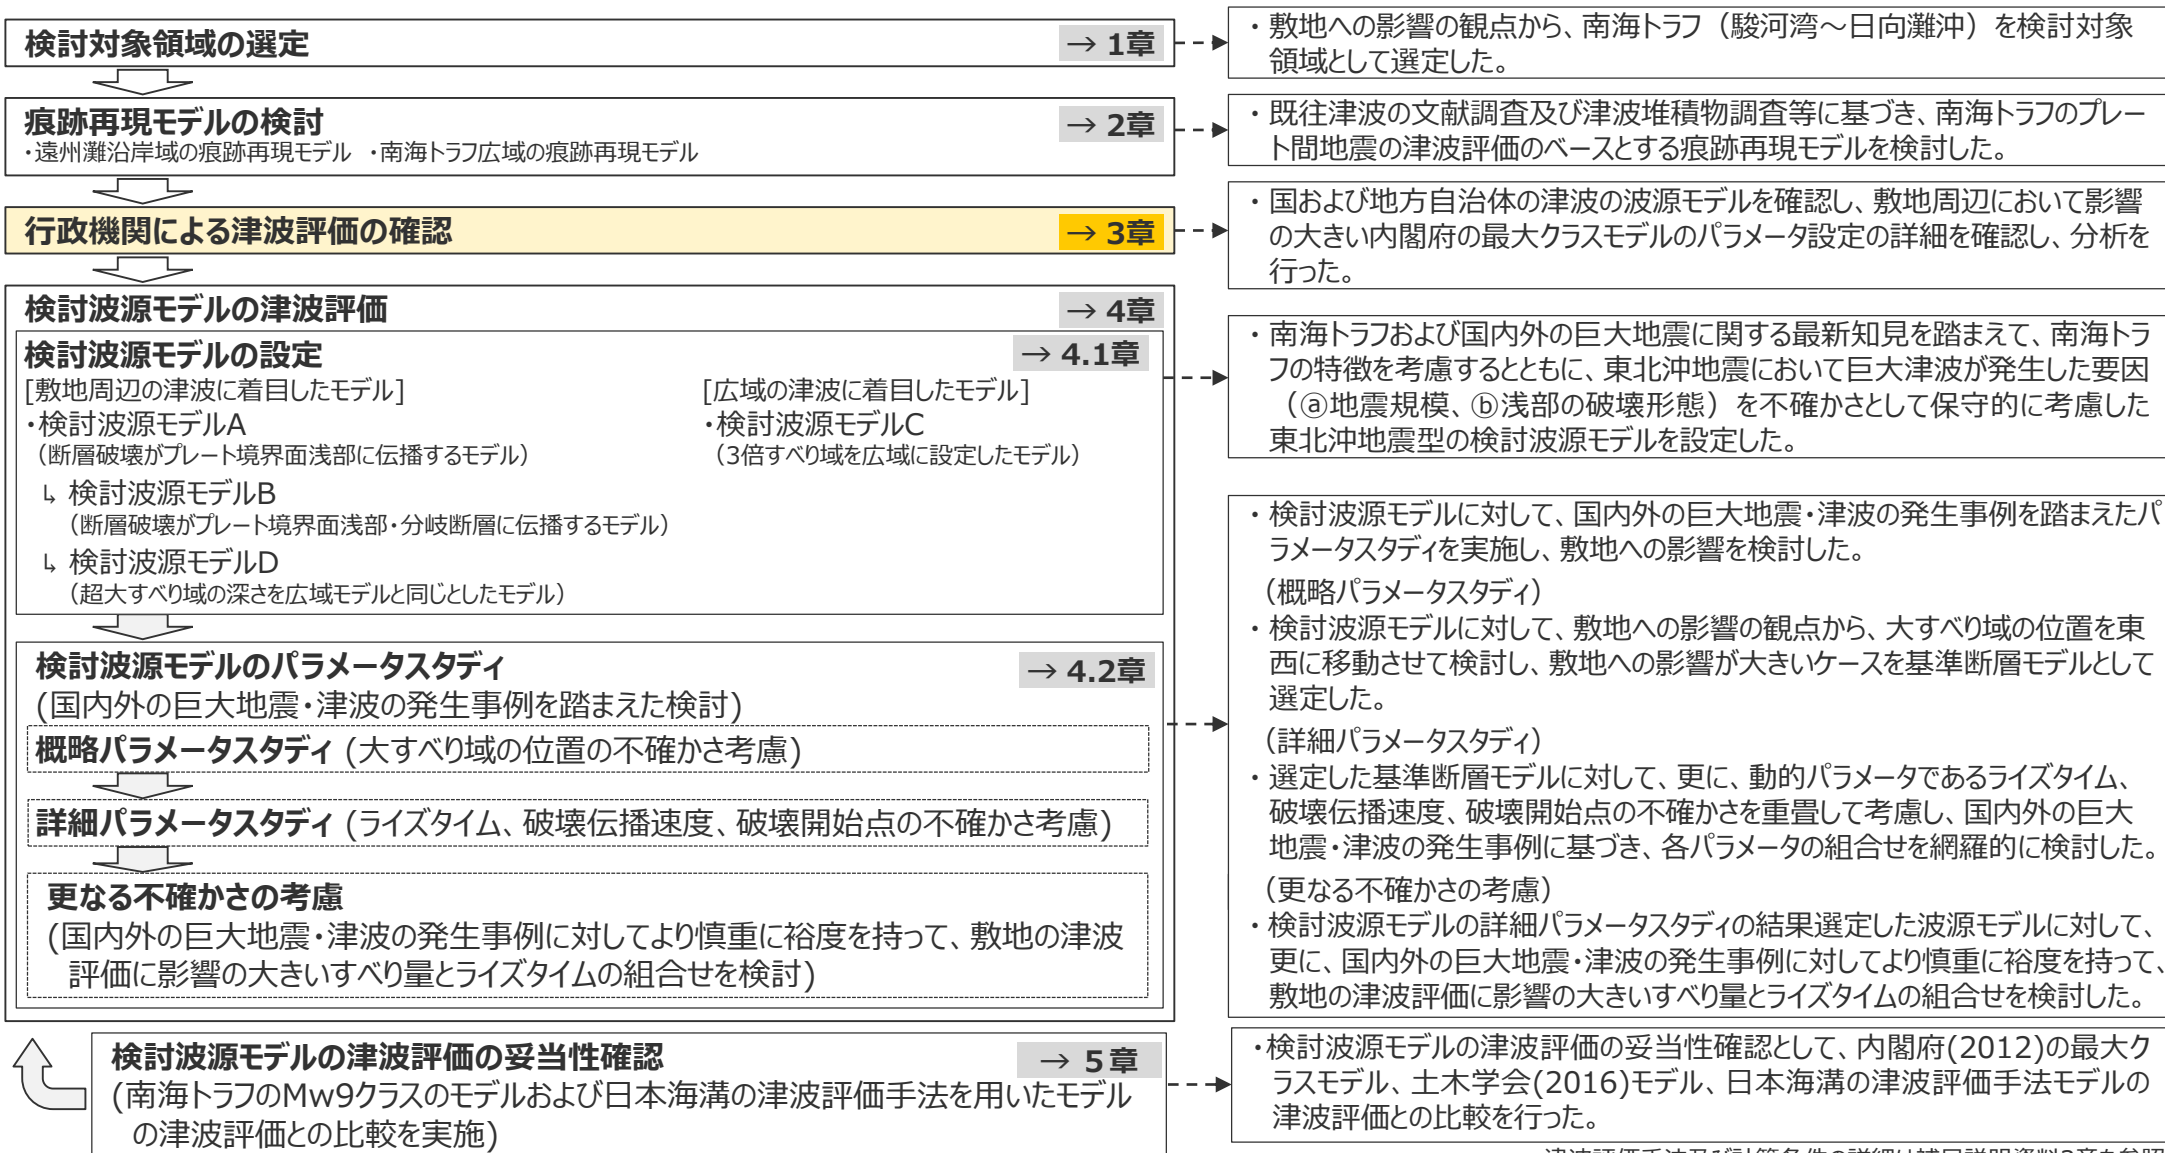 検討対象領域の選定 → 1章
・敷地への影響の観点から、南海トラフ（駿河湾～日向灘沖）を検討対象
領域として選定した。
痕跡再現モデルの検討 → 2章
・遠州灘沿岸域の痕跡再現モデル ・南海トラフ広域の痕跡再現モデル
・既往津波の文献調査及び津波堆積物調査等に基づき、南海トラフのプレー
ト間地震の津波評価のベースとする痕跡再現モデルを検討した。
行政機関による津波評価の確認 → 3章
・国および地方自治体の津波の波源モデルを確認し、敷地周辺において影響
の大きい内閣府の最大クラスモデルのパラメータ設定の詳細を確認し、分析を
行った。
検討波源モデルの津波評価 → 4章
検討波源モデルの設定 → 4.1章
[敷地周辺の津波に着目したモデル] [広域の津波に着目したモデル]
・検討波源モデルA ・検討波源モデルC
（断層破壊がプレート境界面浅部に伝播するモデル） （3倍すべり域を広域に設定したモデル）
↳ 検討波源モデルB
（断層破壊がプレート境界面浅部・分岐断層に伝播するモデル）
↳ 検討波源モデルD
（超大すべり域の深さを広域モデルと同じとしたモデル）
・南海トラフおよび国内外の巨大地震に関する最新知見を踏まえて、南海トラ
フの特徴を考慮するとともに、東北沖地震において巨大津波が発生した要因
（ⓐ地震規模、ⓑ浅部の破壊形態）を不確かさとして保守的に考慮した
東北沖地震型の検討波源モデルを設定した。
検討波源モデルのパラメータスタディ → 4.2章
(国内外の巨大地震・津波の発生事例を踏まえた検討)
概略パラメータスタディ (大すべり域の位置の不確かさ考慮)
詳細パラメータスタディ (ライズタイム、破壊伝播速度、破壊開始点の不確かさ考慮)
更なる不確かさの考慮
(国内外の巨大地震・津波の発生事例に対してより慎重に裕度を持って、敷地の津波
評価に影響の大きいすべり量とライズタイムの組合せを検討)
・検討波源モデルに対して、国内外の巨大地震・津波の発生事例を踏まえたパ
ラメータスタディを実施し、敷地への影響を検討した。
（概略パラメータスタディ）
・検討波源モデルに対して、敷地への影響の観点から、大すべり域の位置を東
西に移動させて検討し、敷地への影響が大きいケースを基準断層モデルとして
選定した。
（詳細パラメータスタディ）
・選定した基準断層モデルに対して、更に、動的パラメータであるライズタイム、
破壊伝播速度、破壊開始点の不確かさを重畳して考慮し、国内外の巨大
地震・津波の発生事例に基づき、各パラメータの組合せを網羅的に検討した。
（更なる不確かさの考慮）
・検討波源モデルの詳細パラメータスタディの結果選定した波源モデルに対して、
更に、国内外の巨大地震・津波の発生事例に対してより慎重に裕度を持って、
敷地の津波評価に影響の大きいすべり量とライズタイムの組合せを検討した。
検討波源モデルの津波評価の妥当性確認 → 5章
(南海トラフのMw9クラスのモデルおよび日本海溝の津波評価手法を用いたモデル
の津波評価との比較を実施)
・検討波源モデルの津波評価の妥当性確認として、内閣府(2012)の最大ク
ラスモデル、土木学会(2016)モデル、日本海溝の津波評価手法モデルの
津波評価との比較を行った。